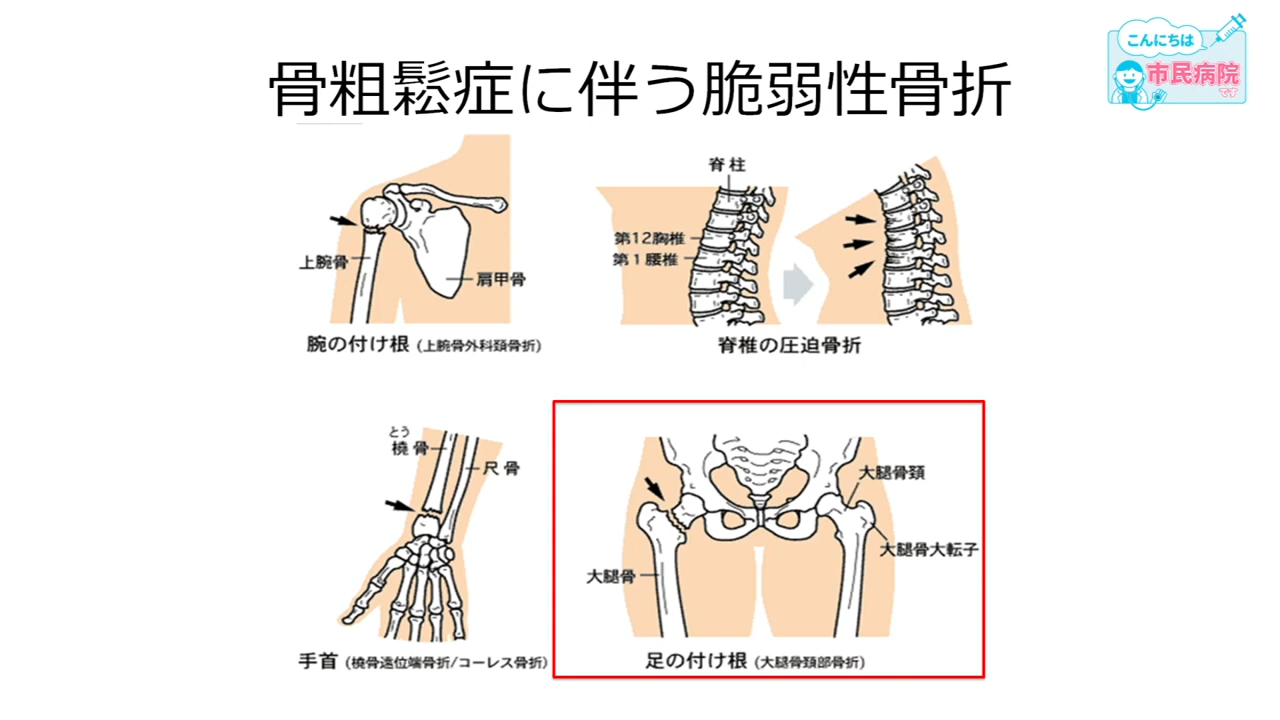 こんにちは
市民病院
です
骨粗鬆症に伴う脆弱性骨折
上腕骨
肩甲骨
腕の付け根 (上腕骨外科頚骨折)
脊柱
第12胸椎
第1腰椎
脊椎の圧迫骨折
とう
橈骨
尺骨
手首 (橈骨遠位端骨折/コーレス骨折)
大腿骨頚
大腿骨大転子
大腿骨
足の付け根 (大腿骨頚部骨折)